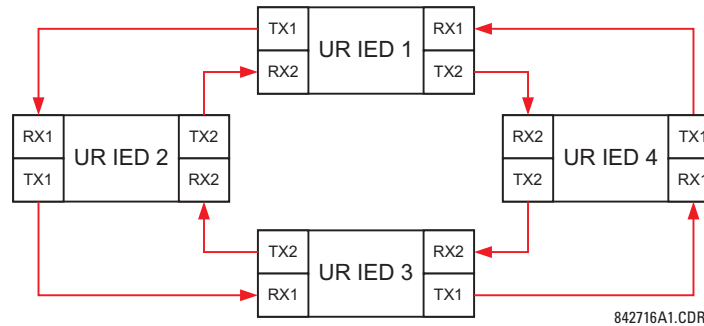 TX1 UR IED 1 RX1
RX2 TX2
RX1 UR IED 2 TX2
TX1 RX2
RX2 UR IED 4 TX1
TX2 RX1
TX2 UR IED 3 RX2
RX1 TX1
842716A1.CDR